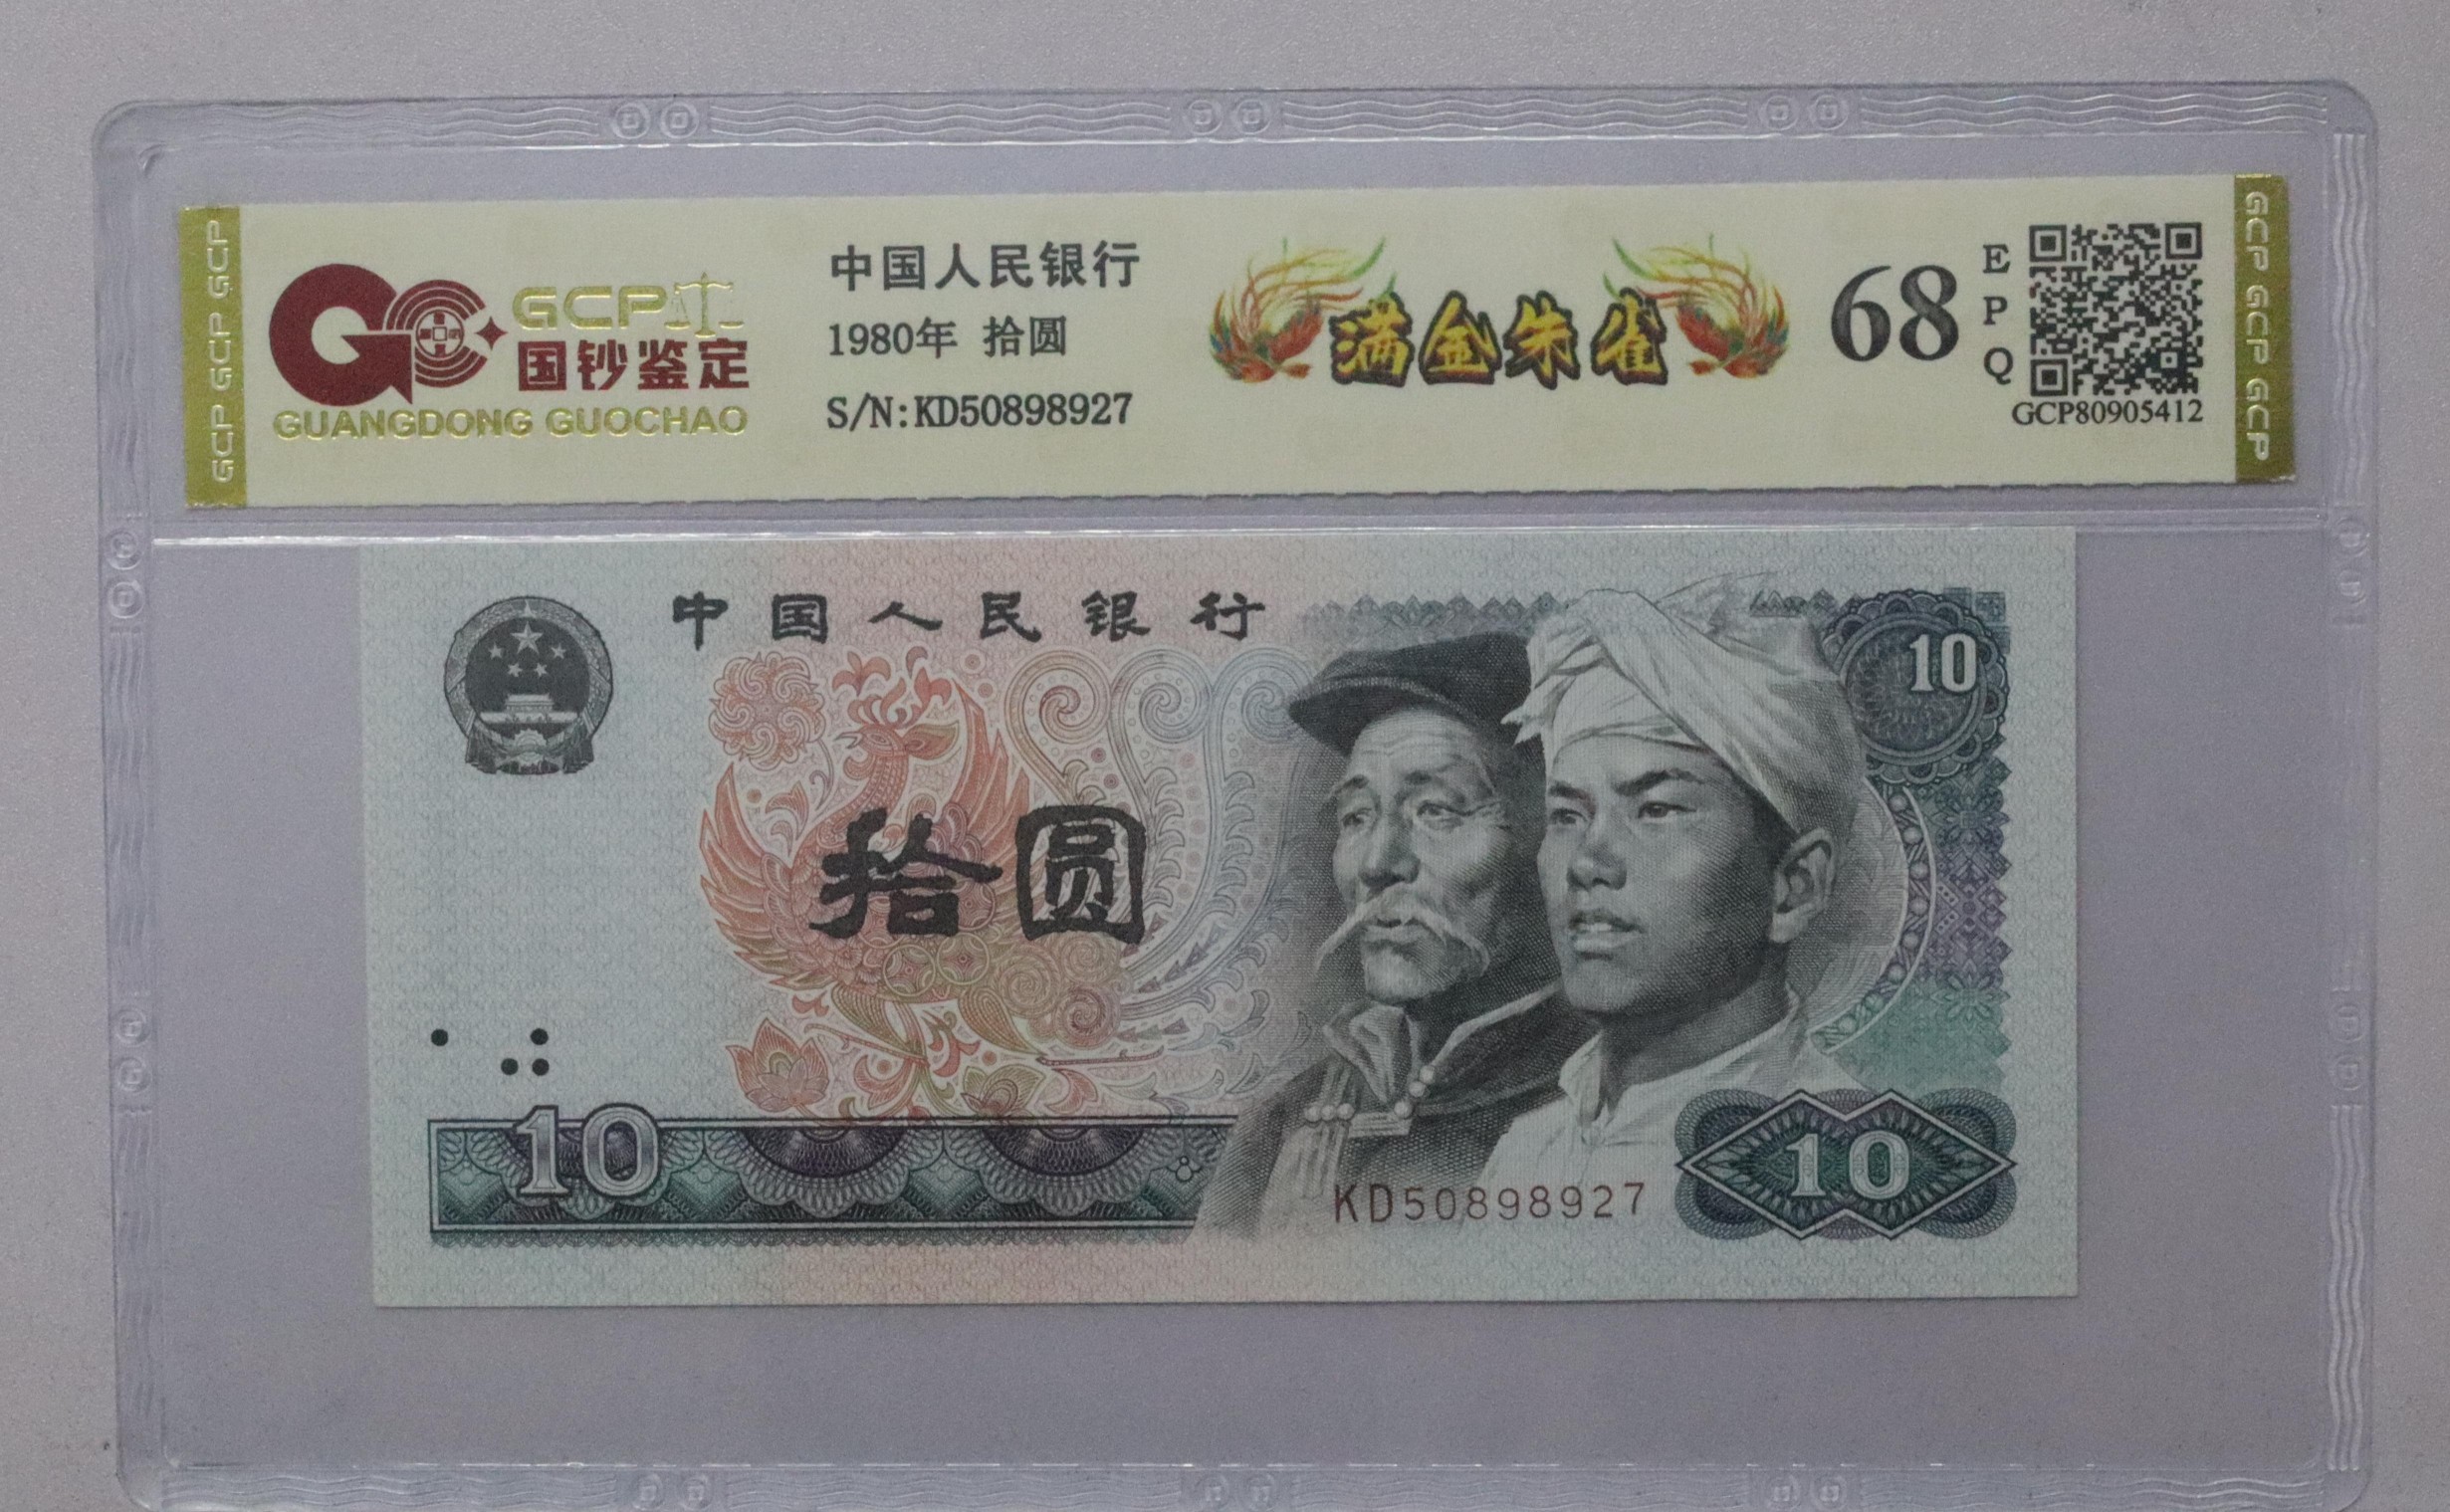 GCP GCP GCP
GCP
国钞鉴定
GUANGDONG GUOCHAO
中国人民银行
1980年 拾圆
S/N:KD50898927
满金朱雀
68
EPQ
GCP80905412
GCP GCP GCP
中国人民银行
10
拾圆
10
KD50898927
10